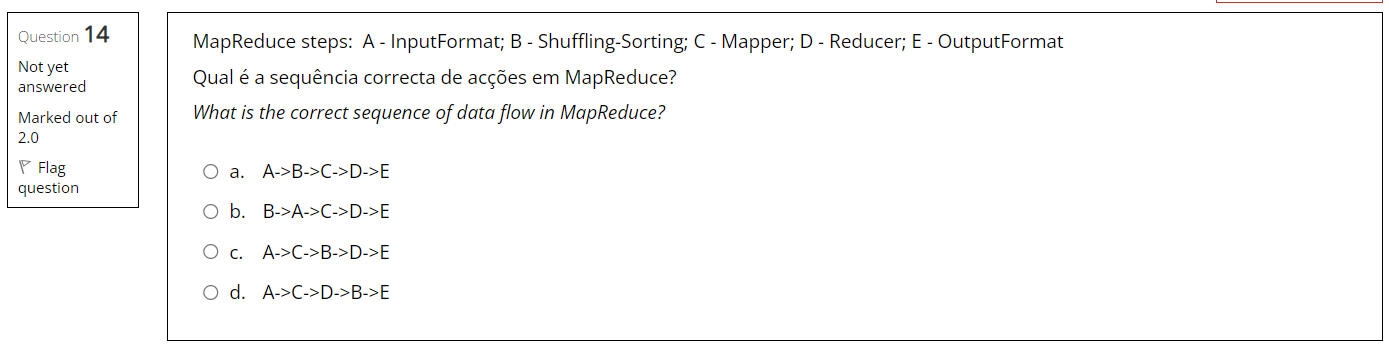 Question 14
Not yet
answered
Marked out of
2.0
Flag
question
MapReduce steps:  A - InputFormat; B - Shuffling-Sorting; C - Mapper; D - Reducer; E - OutputFormat
Qual é a sequência correcta de acções em MapReduce?
What is the correct sequence of data flow in MapReduce?
a. A->B->C->D->E
b. B->A->C->D->E
c. A->C->B->D->E
d. A->C->D->B->E